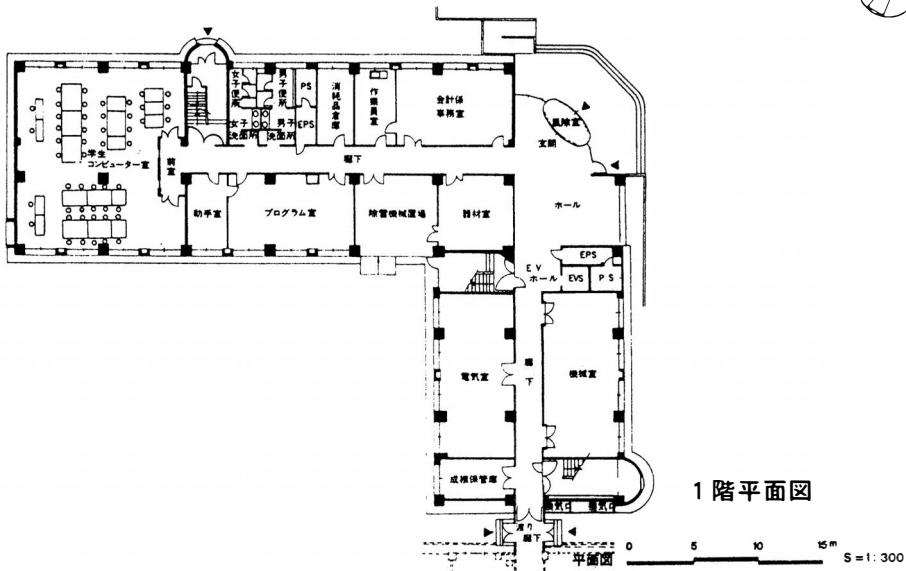 女子便所
男子便所
PS
消耗品倉庫
作業員室
会計係
事務室
女子
洗面所
男子
洗面所
EPS
風除室
玄関
学生
コンピューター室
前室
廊下
助手室
プログラム室
除雪機械置場
器材室
ホール
EPS
EV
ホール
EVS
PS
電気室
廊下
機械室
1階平面図
渡り
廊下
平面図
0
5
10
15m
S=1:300